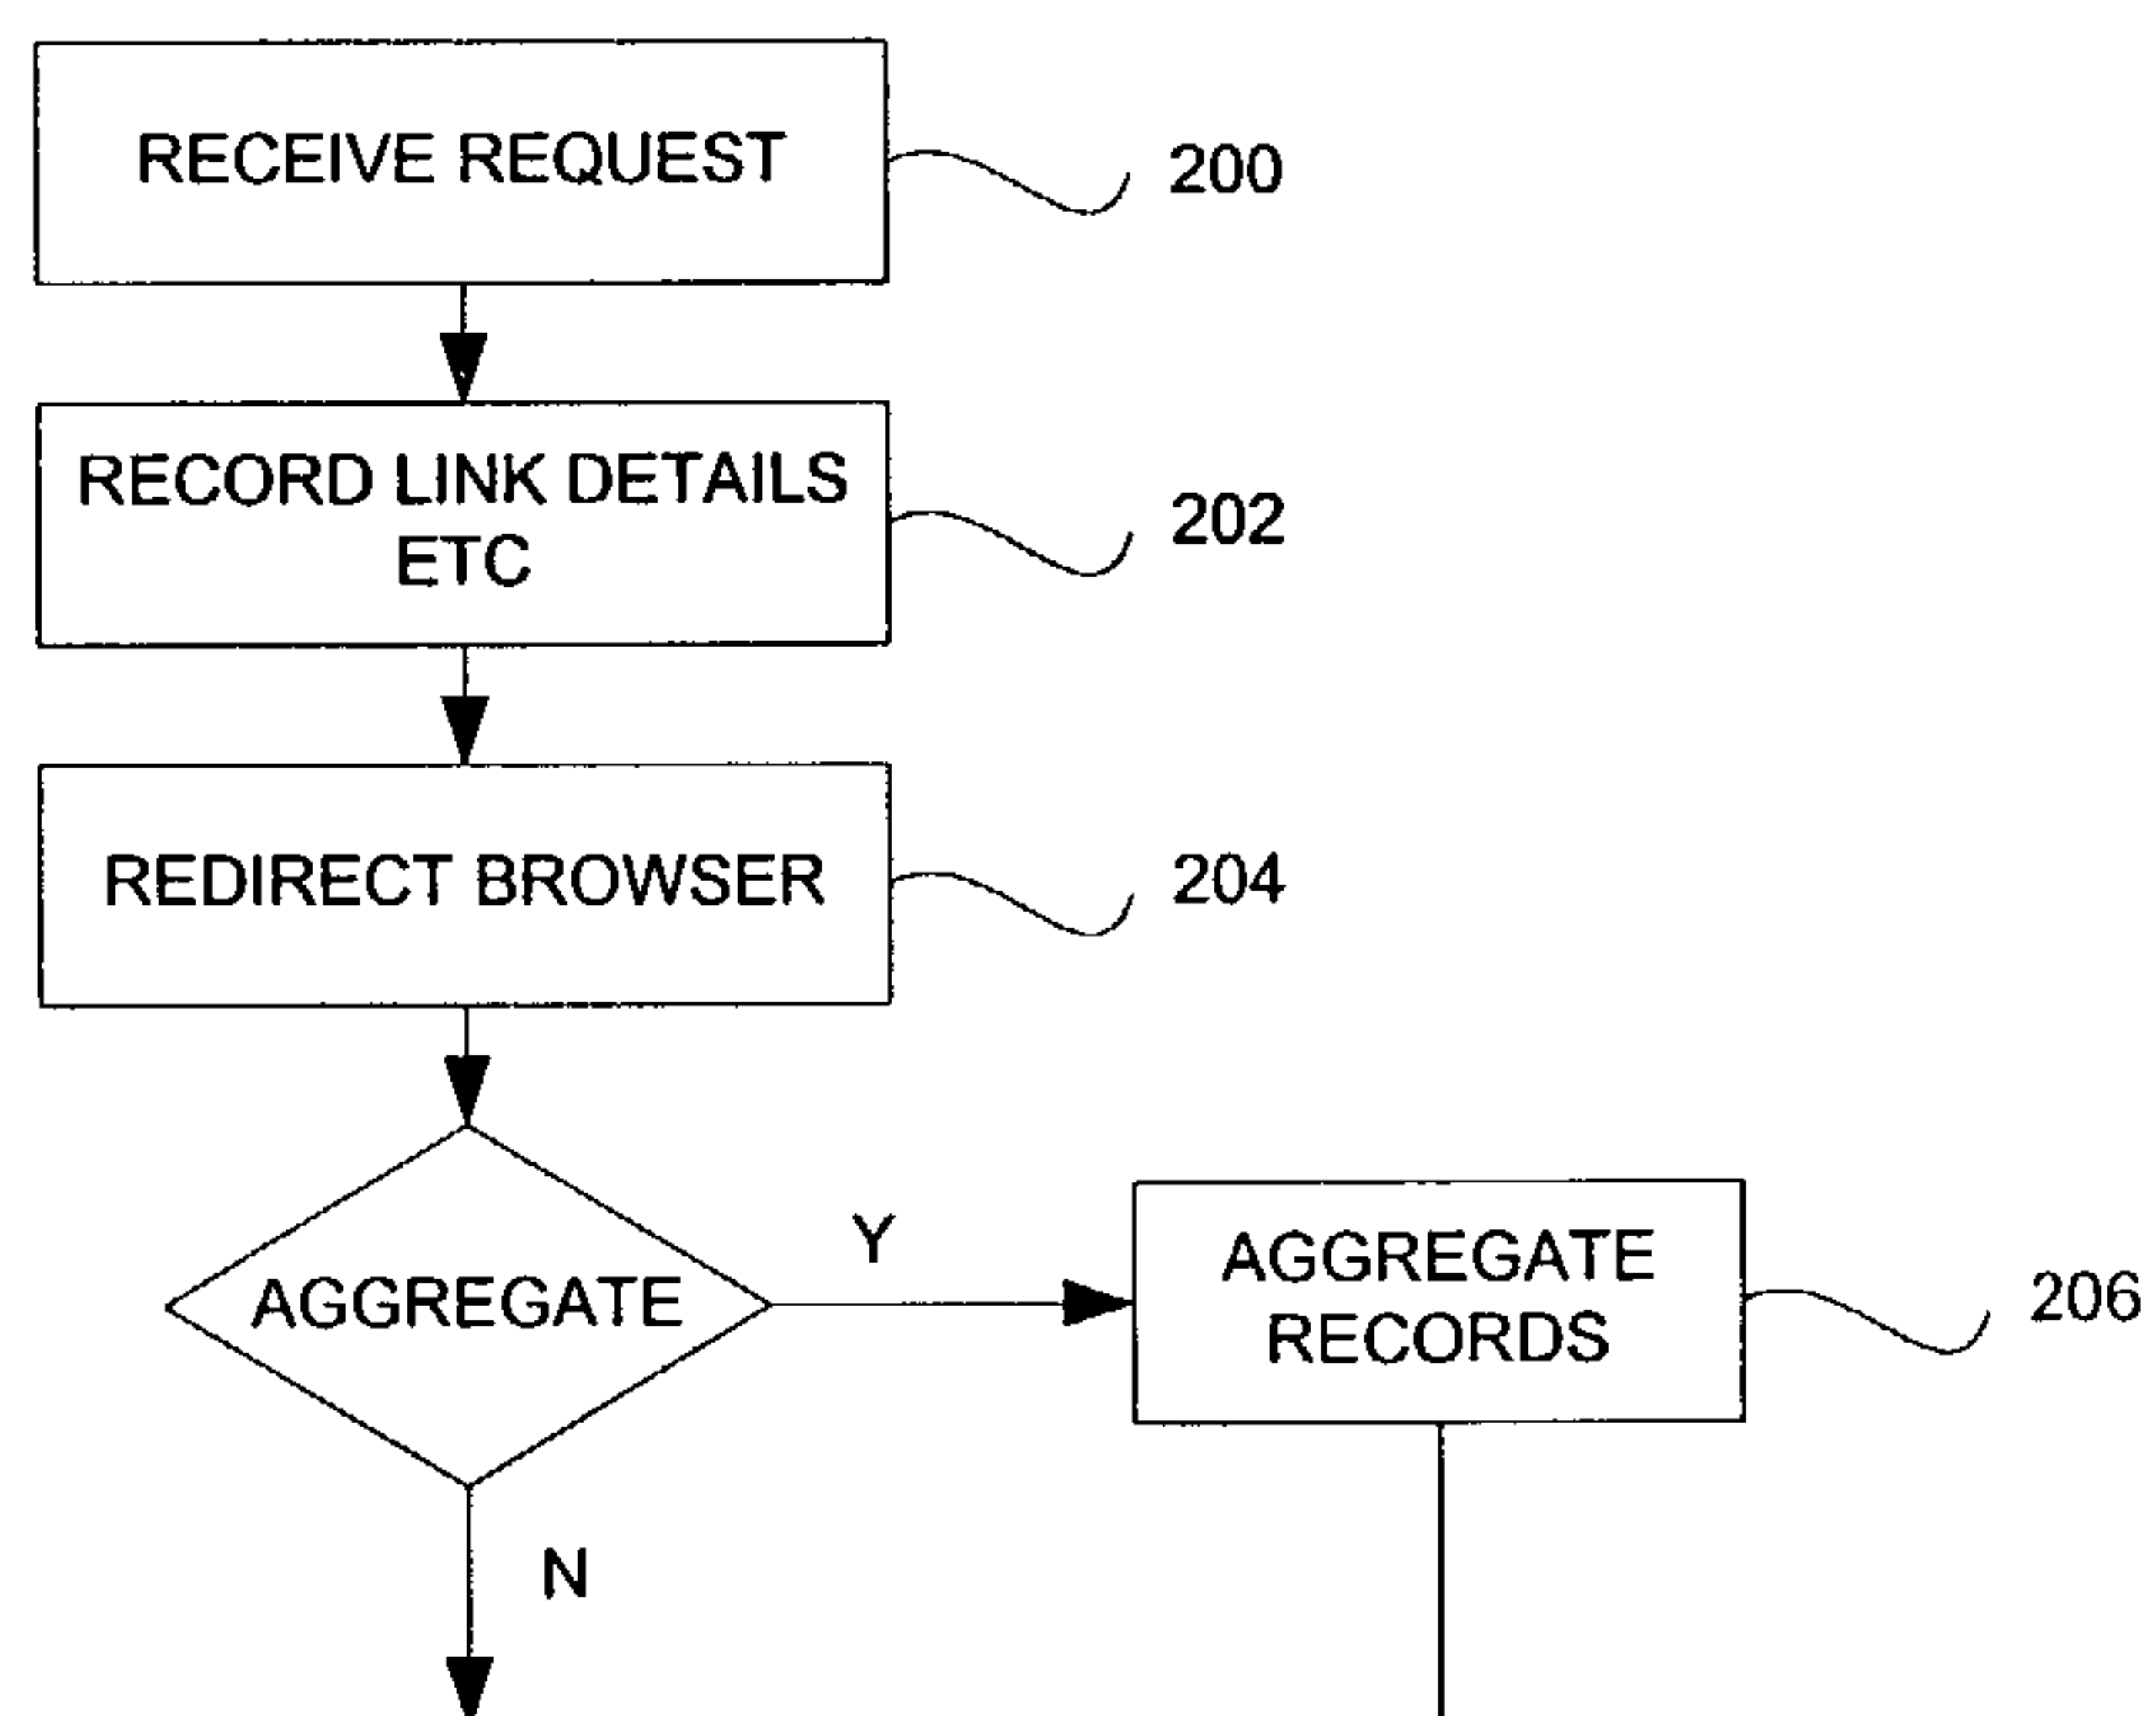 RECEIVE REQUEST
200
RECORD LINK DETAILS
ETC
202
REDIRECT BROWSER
204
AGGREGATE
Y
AGGREGATE
RECORDS
206
N